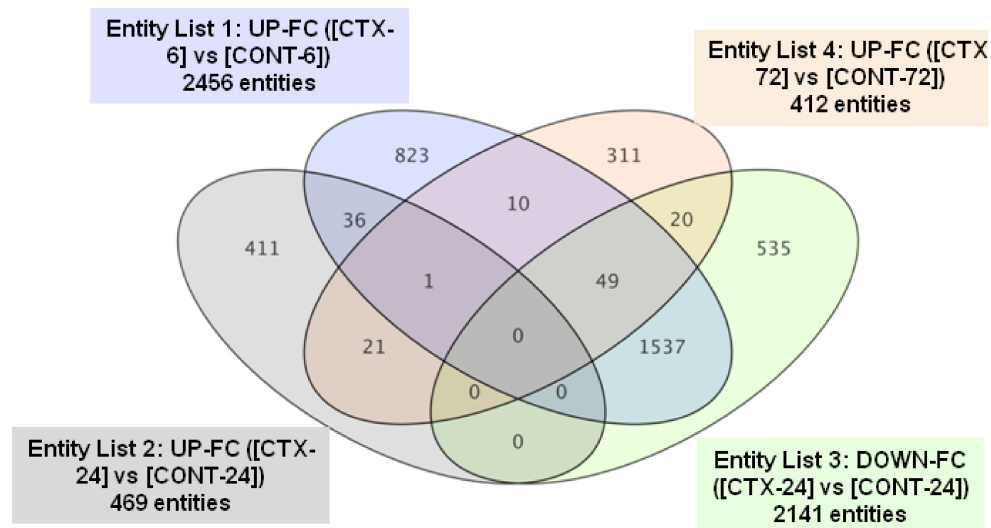 Entity List 1: UP-FC ([CTX-
6] vs [CONT-6])
2456 entities
Entity List 4: UP-FC ([CTX
72] vs [CONT-72])
412 entities
823
311
10
36
20
411
535
1
49
0
21
1537
0
0
0
Entity List 2: UP-FC ([CTX-
24] vs [CONT-24])
469 entities
Entity List 3: DOWN-FC
([CTX-24] vs [CONT-24])
2141 entities